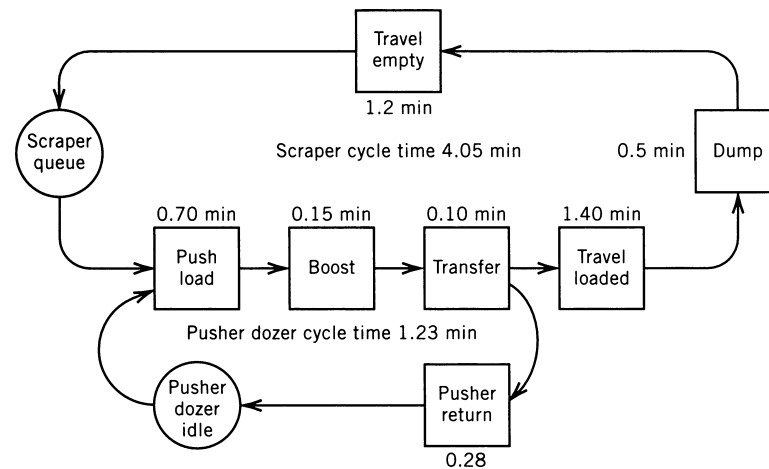 Travel
empty
1.2 min
Scraper
queue
Scraper cycle time 4.05 min
0.5 min
Dump
0.70 min
0.15 min
0.10 min
1.40 min
Push
load
Boost
Transfer
Travel
loaded
Pusher dozer cycle time 1.23 min
Pusher
dozer
idle
Pusher
return
0.28